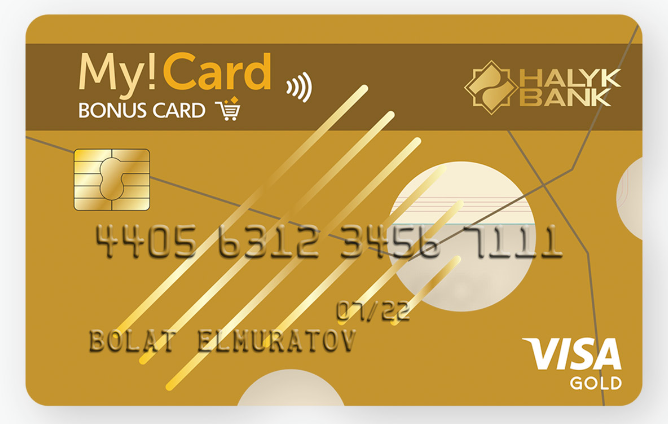 My!Card
BONUS CARD
HALYK
BANK
4405 6312 3456 7111
07/22
BOLAT ELMURATOV
VISA
GOLD